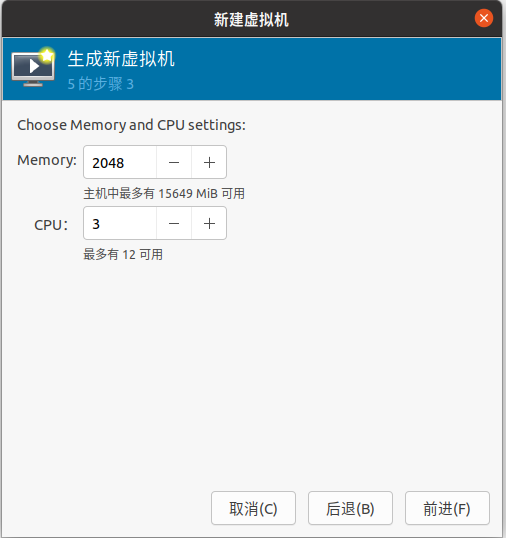 新建虚拟机
生成新虚拟机
5 的步骤 3
Choose Memory and CPU settings:
Memory: 2048
主机中最多有 15649 MiB 可用
CPU： 3
最多有 12 可用
取消(C) 后退(B) 前进(F)